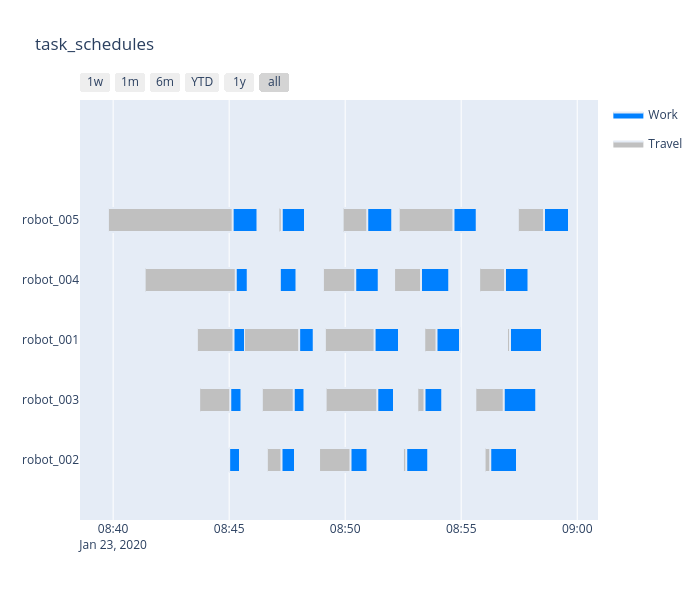 task_schedules
1w 1m 6m YTD 1y all
Work
Travel
robot_005
robot_004
robot_001
robot_003
robot_002
08:40 08:45 08:50 08:55 09:00
Jan 23, 2020